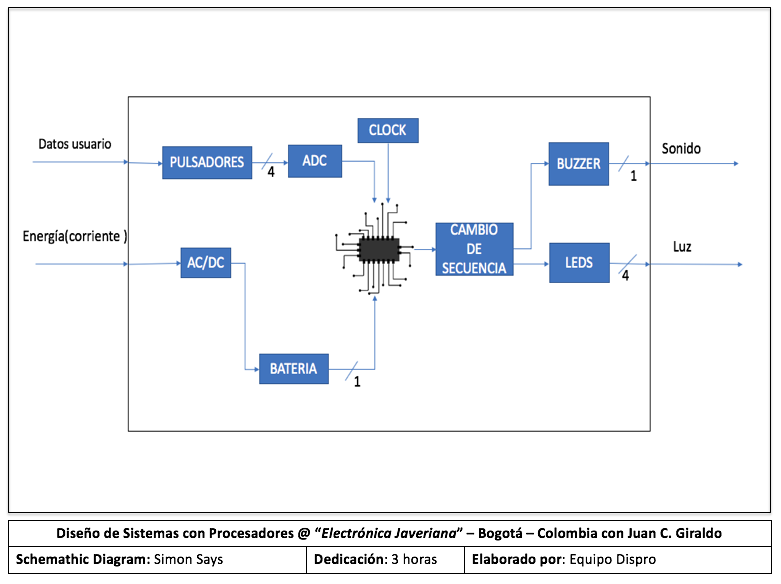 CLOCK
Datos usuario
PULSADORES
4
ADC
BUZZER
1
Sonido
Energía(corriente )
AC/DC
CAMBIO
DE
SECUENCIA
LEDS
4
Luz
BATERIA
1
Diseño de Sistemas con Procesadores @ “Electrónica Javeriana” – Bogotá – Colombia con Juan C. Giraldo
Schemathic Diagram: Simon Says
Dedicación: 3 horas
Elaborado por: Equipo Dispro